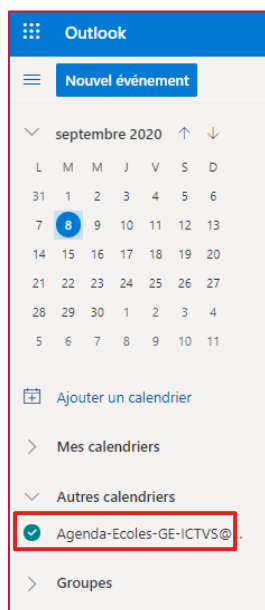 Outlook
Nouvel événement
septembre 2020
L M M J V S D
31 1 2 3 4 5 6
7 8 9 10 11 12 13
14 15 16 17 18 19 20
21 22 23 24 25 26 27
28 29 30 1 2 3 4
5 6 7 8 9 10 11
Ajouter un calendrier
Mes calendriers
Autres calendriers
Agenda-Ecoles-GE-ICTVS@...
Groupes